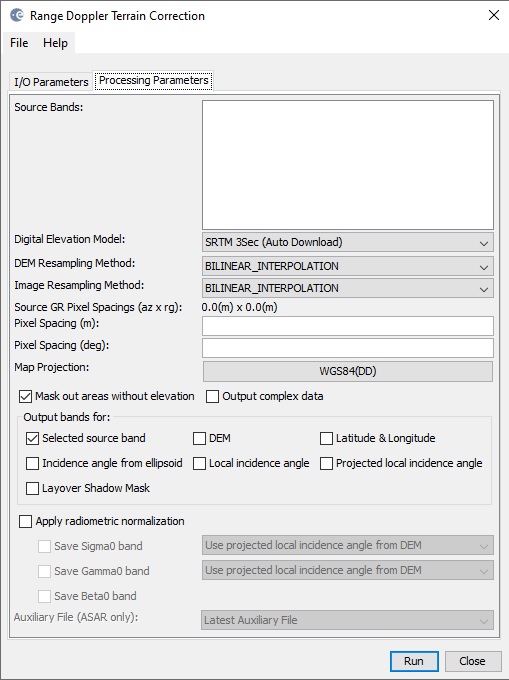 Range Doppler Terrain Correction
File Help
I/O Parameters Processing Parameters
Source Bands:
Digital Elevation Model: SRTM 3Sec (Auto Download)
DEM Resampling Method: BILINEAR_INTERPOLATION
Image Resampling Method: BILINEAR_INTERPOLATION
Source GR Pixel Spacings (az x rg): 0.0(m) x 0.0(m)
Pixel Spacing (m):
Pixel Spacing (deg):
Map Projection: WGS84(DD)
Mask out areas without elevation Output complex data
Output bands for:
Selected source band DEM Latitude & Longitude
Incidence angle from ellipsoid Local incidence angle Projected local incidence angle
Layover Shadow Mask
Apply radiometric normalization
Save Sigma0 band Use projected local incidence angle from DEM
Save Gamma0 band Use projected local incidence angle from DEM
Save Beta0 band
Auxiliary File (ASAR only): Latest Auxiliary File
Run Close